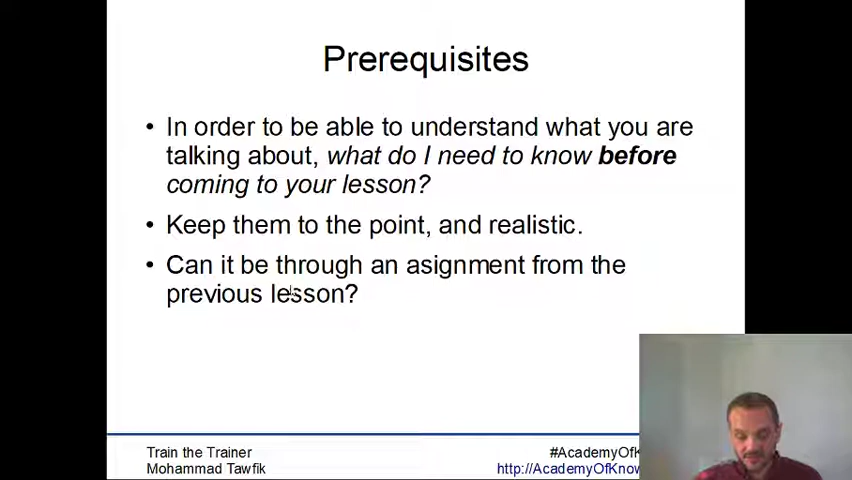 Prerequisites
• In order to be able to understand what you are
talking about, what do I need to know before
coming to your lesson?
• Keep them to the point, and realistic.
• Can it be through an asignment from the
previous lesson?
Train the Trainer
Mohammad Tawfik
#AcademyOfK
http://AcademyOfKnow